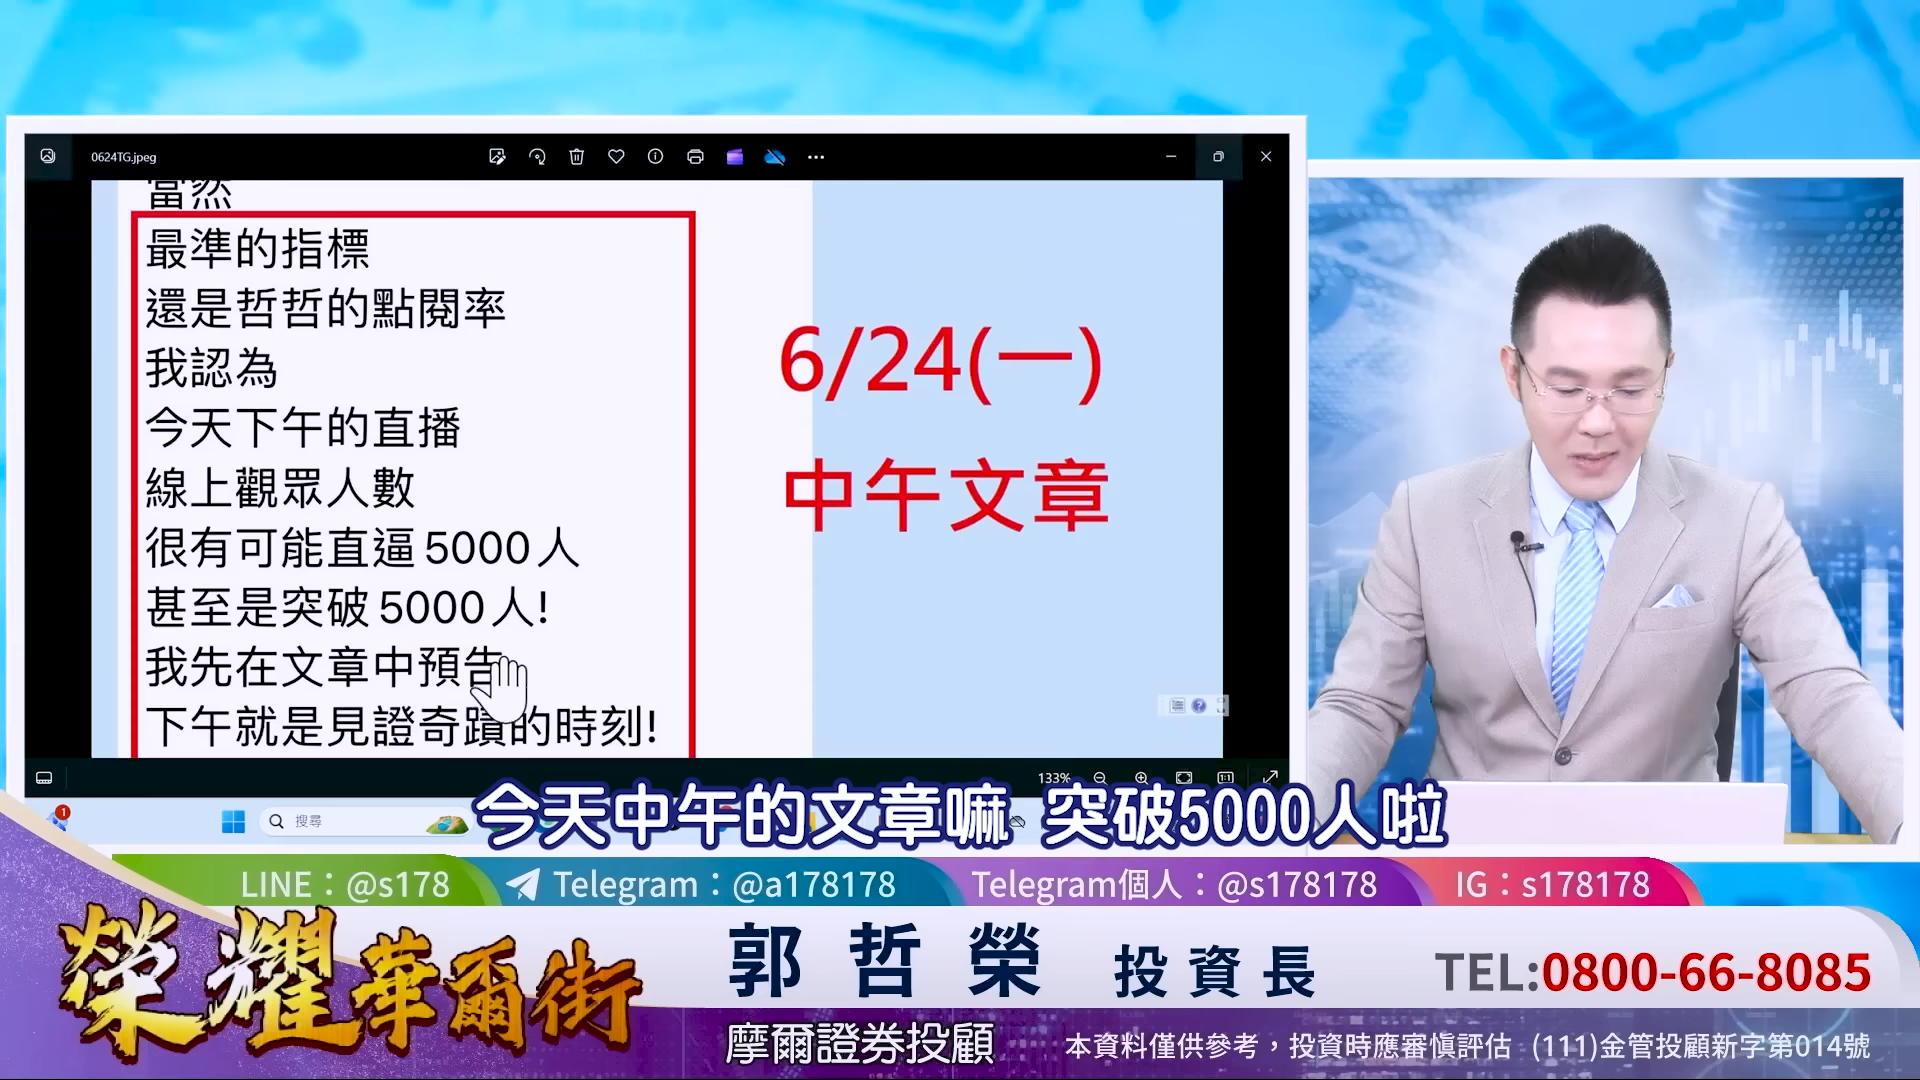 0624TG.jpeg
當然
最準的指標
還是哲哲的點閱率
我認為
今天下午的直播
線上觀眾人數
很有可能直逼5000人
甚至是突破5000人!
我先在文章中預告
下午就是見證奇蹟的時刻!
6/24(一)
中午文章
133%
1
搜尋
今天中午的文章嘛 突破5000人啦
LINE：@s178
Telegram：@a178178
Telegram個人：@s178178
IG：s178178
榮耀華爾街
郭哲榮 投資長
TEL:0800-66-8085
摩爾證券投顧
本資料僅供參考，投資時應審慎評估 (111)金管投顧新字第014號